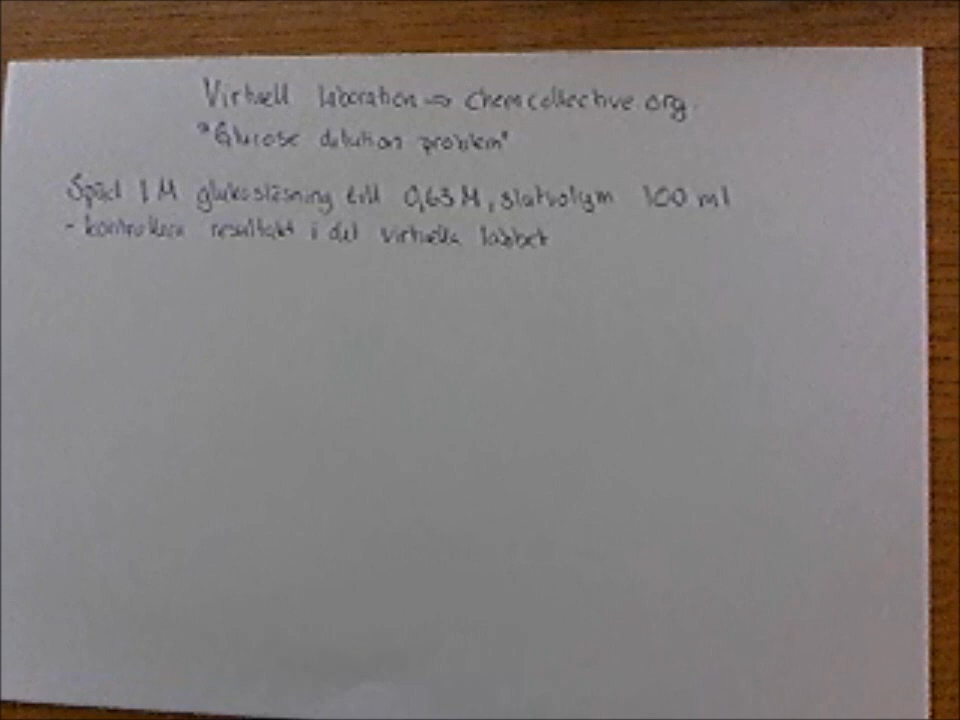 Virtuell laboration → chemcollective.org.
"Glucose dilution problem"
Späd 1 M glukoslösning till 0,63 M, slutvolym 100 ml
- kontrollera resultatet i det virtuella labbet